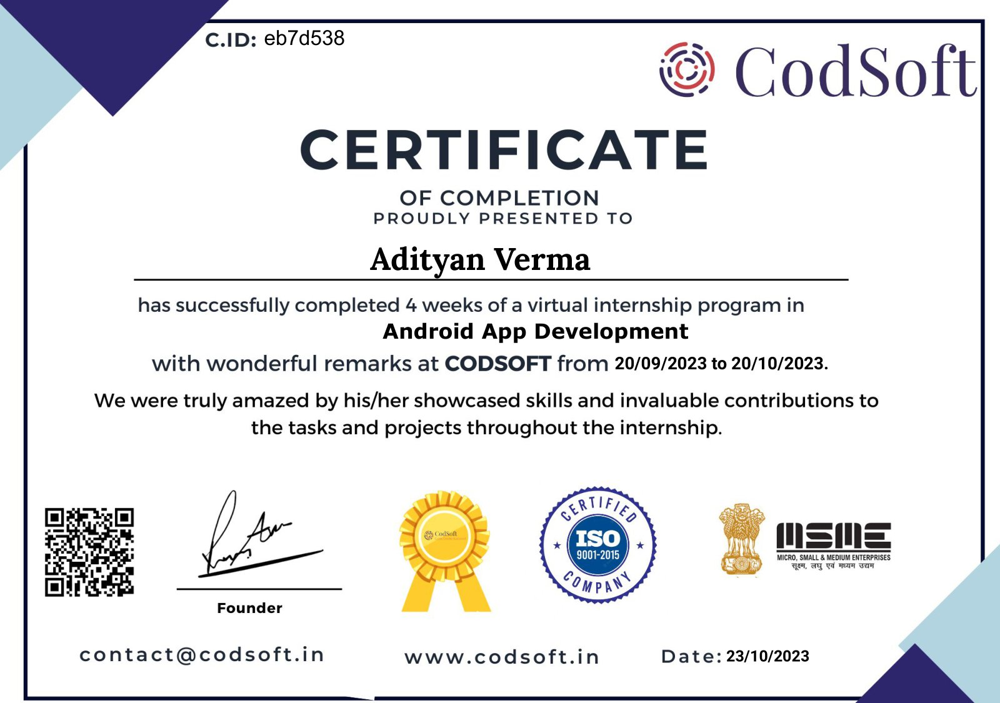 C.ID: eb7d538
CodSoft
CERTIFICATE
OF COMPLETION
PROUDLY PRESENTED TO
Adityan Verma
has successfully completed 4 weeks of a virtual internship program in
Android App Development
with wonderful remarks at CODSOFT from 20/09/2023 to 20/10/2023.
We were truly amazed by his/her showcased skills and invaluable contributions to
the tasks and projects throughout the internship.
CodSoft
CERTIFIED
ISO
9001-2015
COMPANY
MSME
MICRO, SMALL & MEDIUM ENTERPRISES
सूक्ष्म, लघु एवं मध्यम उद्यम
Founder
contact@codsoft.in
www.codsoft.in
Date: 23/10/2023